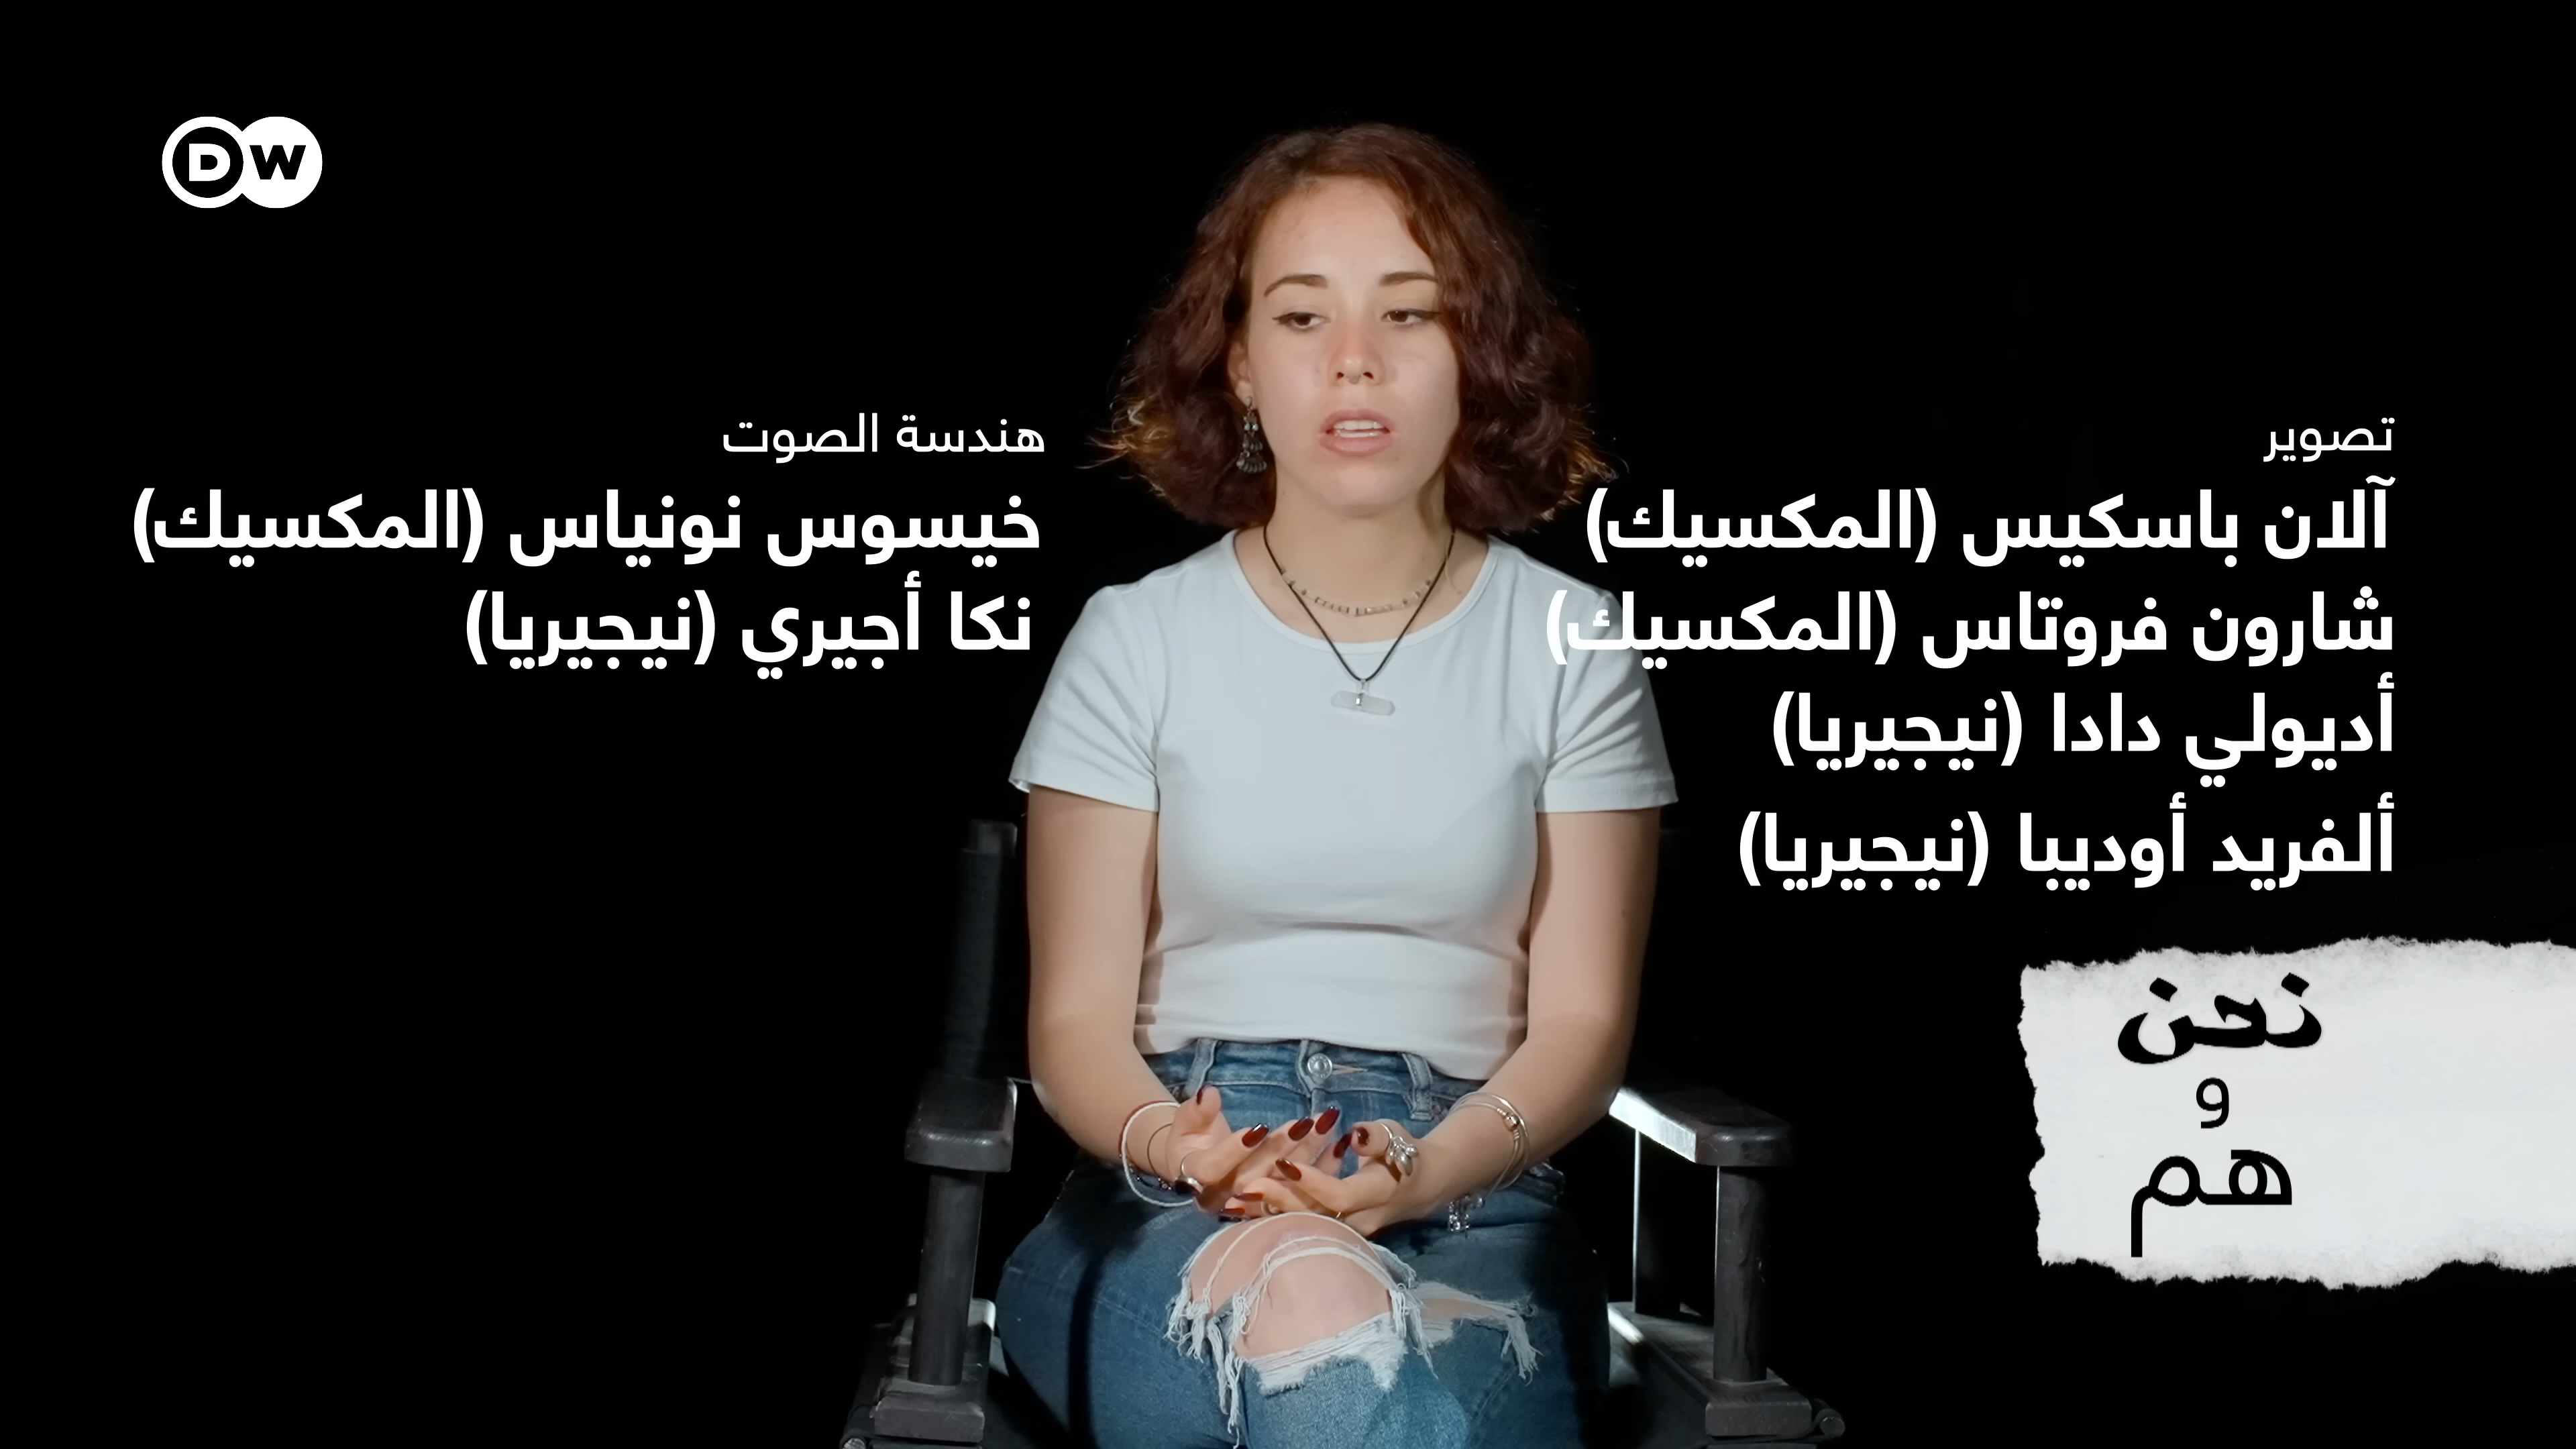 DW
تصوير
آلان باسكيس (المكسيك)
شارون فروتاس (المكسيك)
أديولي دادا (نيجيريا)
ألفريد أوديبا (نيجيريا)
هندسة الصوت
خيسوس نونياس (المكسيك)
نكا أجيري (نيجيريا)
نحن
و
هم